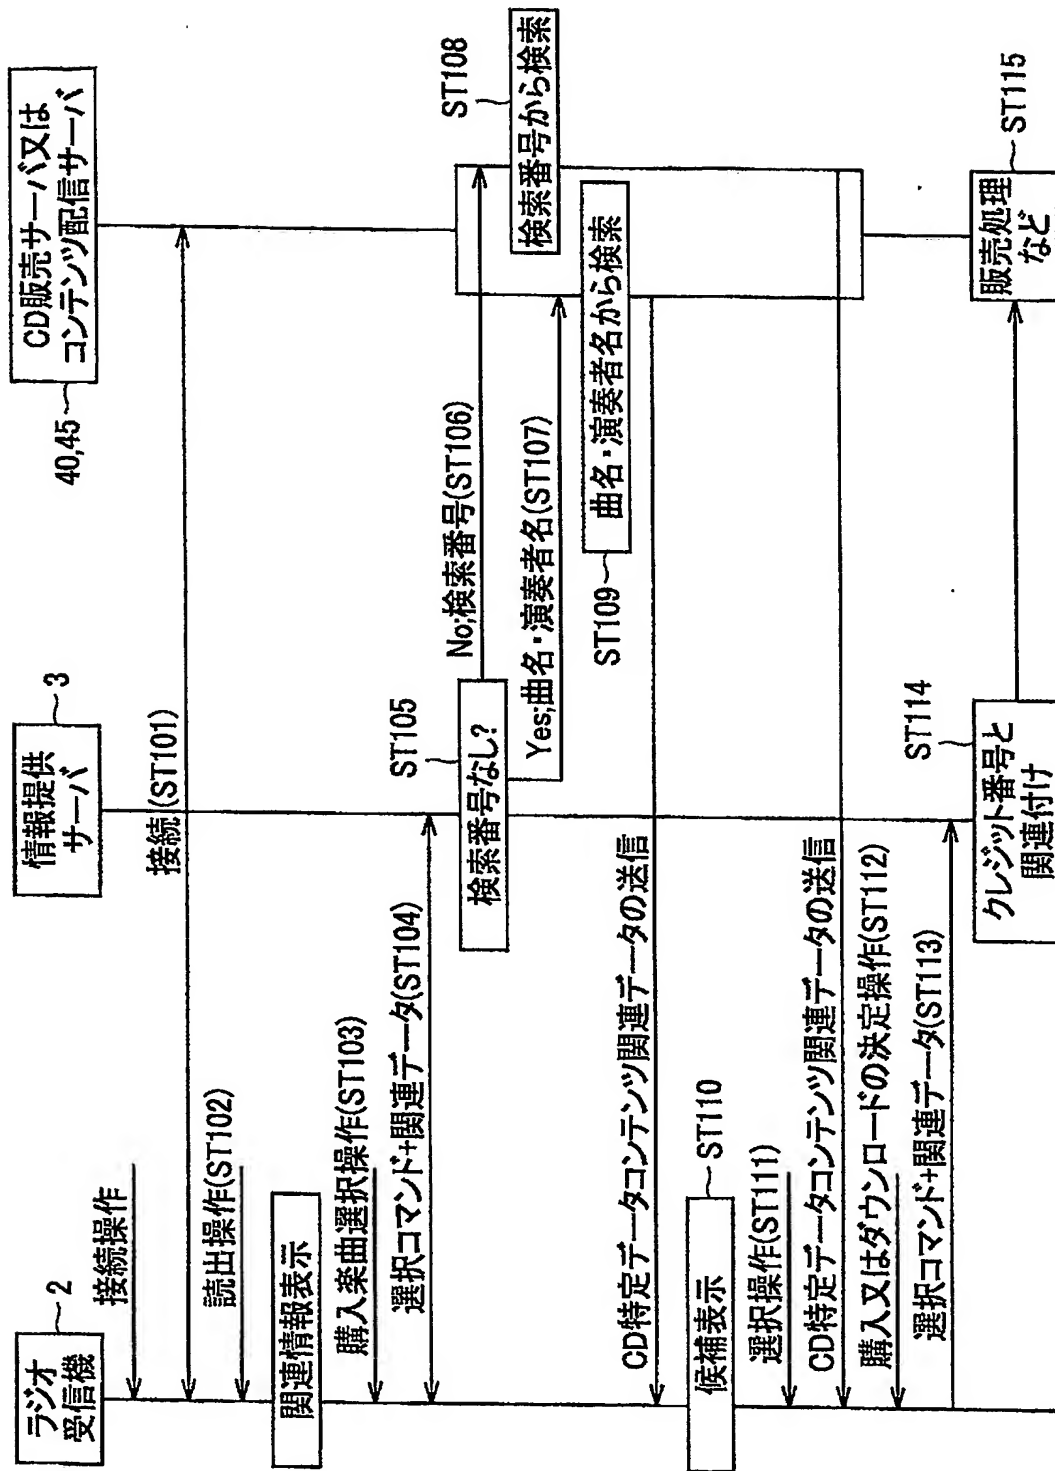 ラジオ
受信機
2
情報提供
サーバ
3
CD販売サーバ又は
コンテンツ配信サーバ
40,45
接続操作
接続(ST101)
読出操作(ST102)
関連情報表示
購入楽曲選択操作(ST103)
選択コマンド+関連データ(ST104)
検索番号なし?
ST105
No;検索番号(ST106)
検索番号から検索
ST108
Yes;曲名・演奏者名(ST107)
曲名・演奏者名から検索
ST109
CD特定データコンテンツ関連データの送信
候補表示
ST110
選択操作(ST111)
CD特定データコンテンツ関連データの送信
購入又はダウンロードの決定操作(ST112)
選択コマンド+関連データ(ST113)
クレジット番号と
関連付け
ST114
販売処理
など
ST115